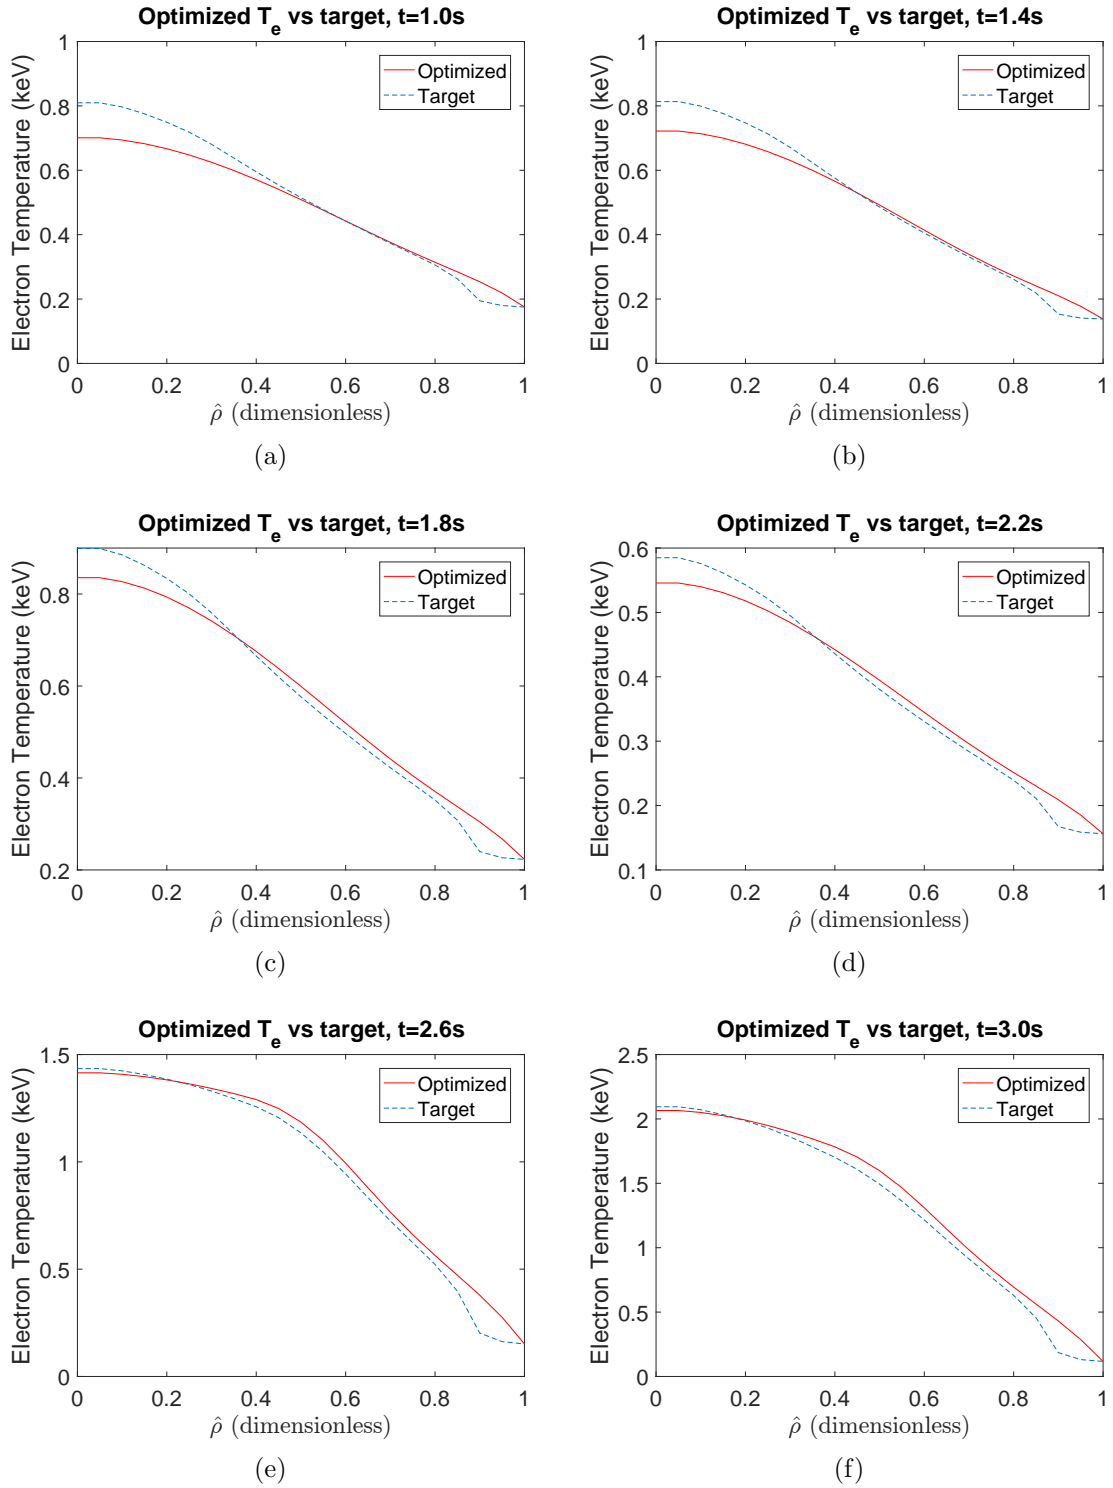 Optimized T_e vs target, t=1.0s
Electron Temperature (keV)
1
0.8
0.6
0.4
0.2
0
Optimized
Target
0 0.2 0.4 0.6 0.8 1
ρ̂ (dimensionless)
(a)
Optimized T_e vs target, t=1.4s
Electron Temperature (keV)
1
0.8
0.6
0.4
0.2
0
Optimized
Target
0 0.2 0.4 0.6 0.8 1
ρ̂ (dimensionless)
(b)
Optimized T_e vs target, t=1.8s
Electron Temperature (keV)
0.8
0.6
0.4
0.2
Optimized
Target
0 0.2 0.4 0.6 0.8 1
ρ̂ (dimensionless)
(c)
Optimized T_e vs target, t=2.2s
Electron Temperature (keV)
0.6
0.5
0.4
0.3
0.2
0.1
Optimized
Target
0 0.2 0.4 0.6 0.8 1
ρ̂ (dimensionless)
(d)
Optimized T_e vs target, t=2.6s
Electron Temperature (keV)
1.5
1
0.5
0
Optimized
Target
0 0.2 0.4 0.6 0.8 1
ρ̂ (dimensionless)
(e)
Optimized T_e vs target, t=3.0s
Electron Temperature (keV)
2.5
2
1.5
1
0.5
0
Optimized
Target
0 0.2 0.4 0.6 0.8 1
ρ̂ (dimensionless)
(f)